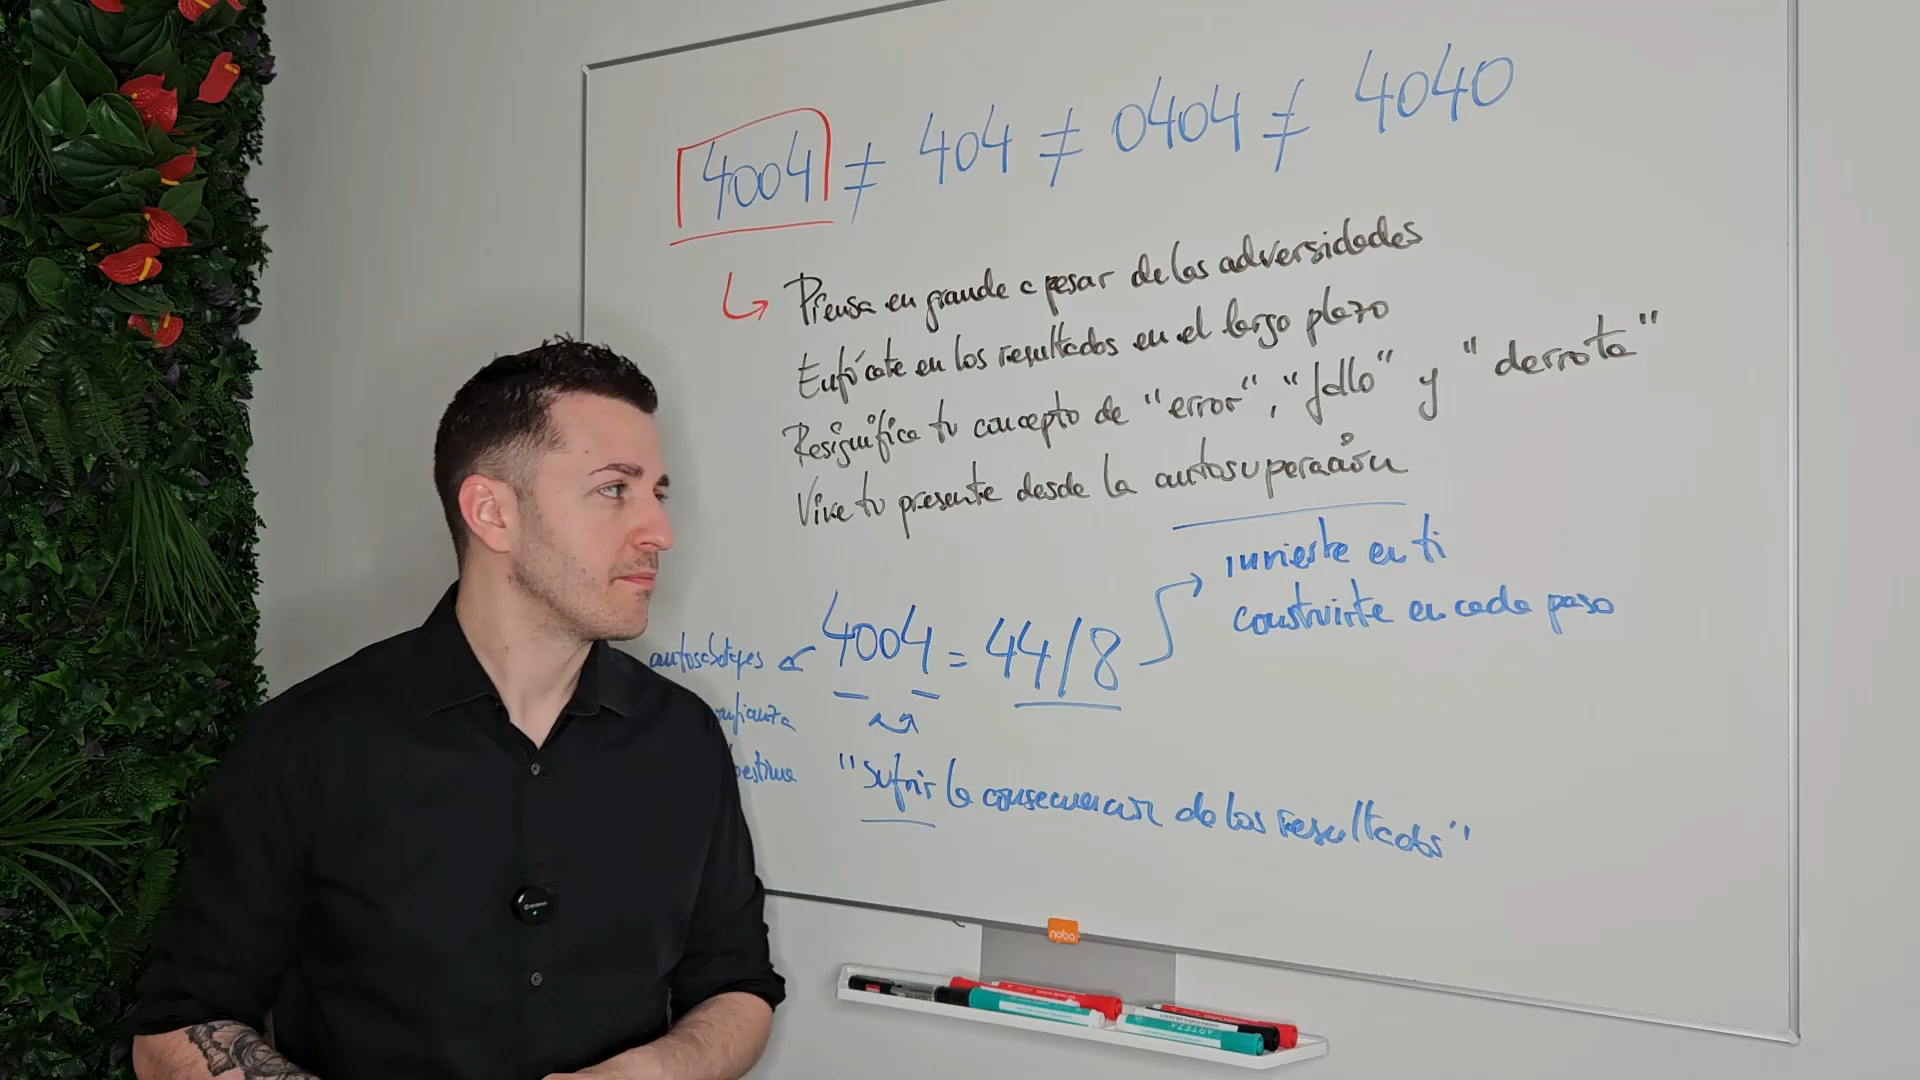 4004 ≠ 404 ≠ 0404 ≠ 4040
↳ Piensa en grande a pesar de las adversidades
Enfócate en los resultados en el largo plazo
Resignifica tu concepto de "error", "fallo" y "derrota"
Vive tu presente desde la autosuperación
invierte en ti
construirte en cada paso
autosabotajes ← 4004 = 44/8
"Sufrir la consecuencia de los resultados"
nobo
ARTEZA